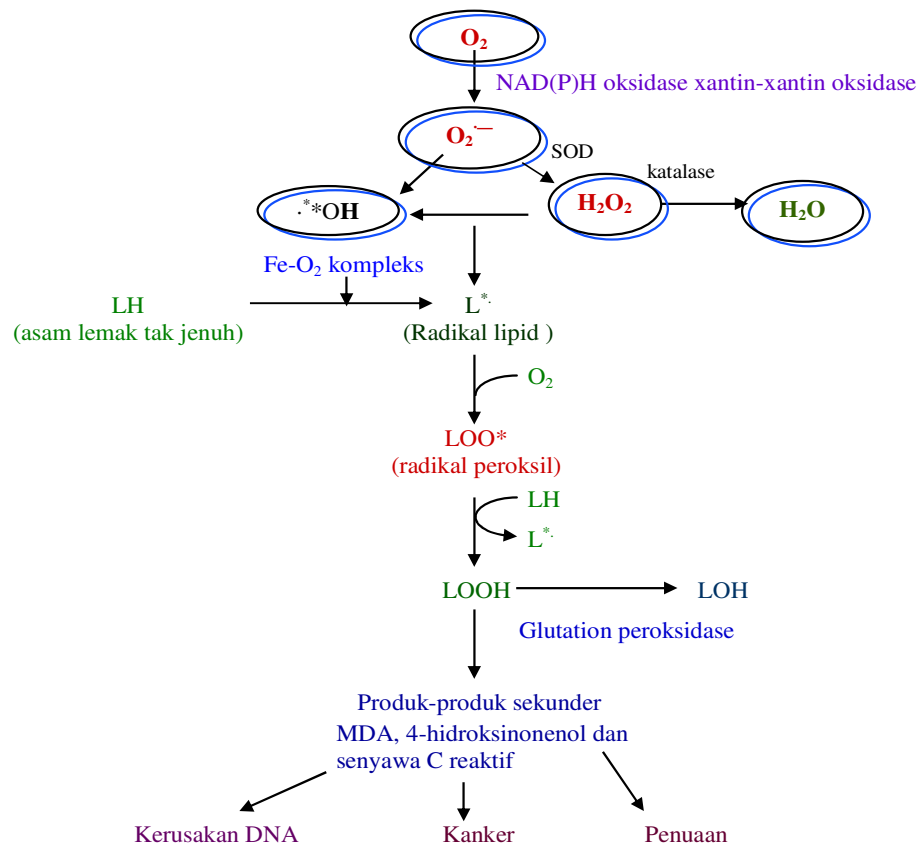 O₂
NAD(P)H oksidase xantin-xantin oksidase
O₂·—
SOD
katalase
·**OH
H₂O₂
H₂O
Fe-O₂ kompleks
LH
L*·
(asam lemak tak jenuh)
(Radikal lipid )
O₂
LOO*
(radikal peroksil)
LH
L*·
LOOH
LOH
Glutation peroksidase
Produk-produk sekunder
MDA, 4-hidroksinonenol dan
senyawa C reaktif
Kerusakan DNA
Kanker
Penuaan